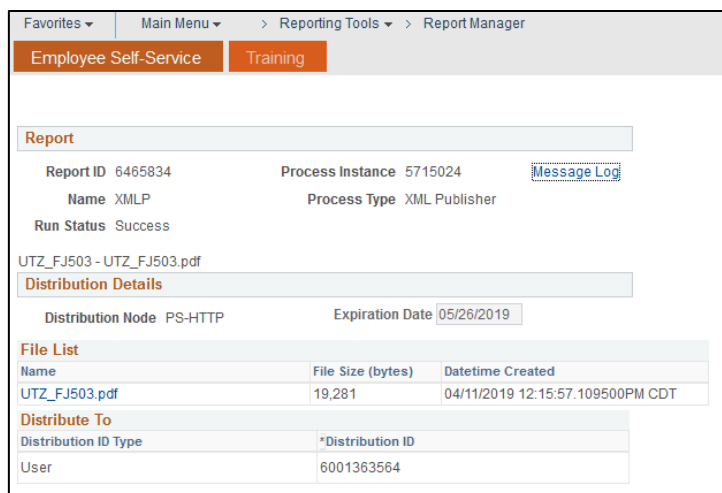 Favorites Main Menu > Reporting Tools > Report Manager
Employee Self-Service Training
Report
Report ID 6465834 Process Instance 5715024 Message Log
Name XMLP Process Type XML Publisher
Run Status Success
UTZ_FJ503 - UTZ_FJ503.pdf
Distribution Details
Distribution Node PS-HTTP Expiration Date 05/26/2019
File List
Name File Size (bytes) Datetime Created
UTZ_FJ503.pdf 19,281 04/11/2019 12:15:57.109500PM CDT
Distribute To
Distribution ID Type *Distribution ID
User 6001363564